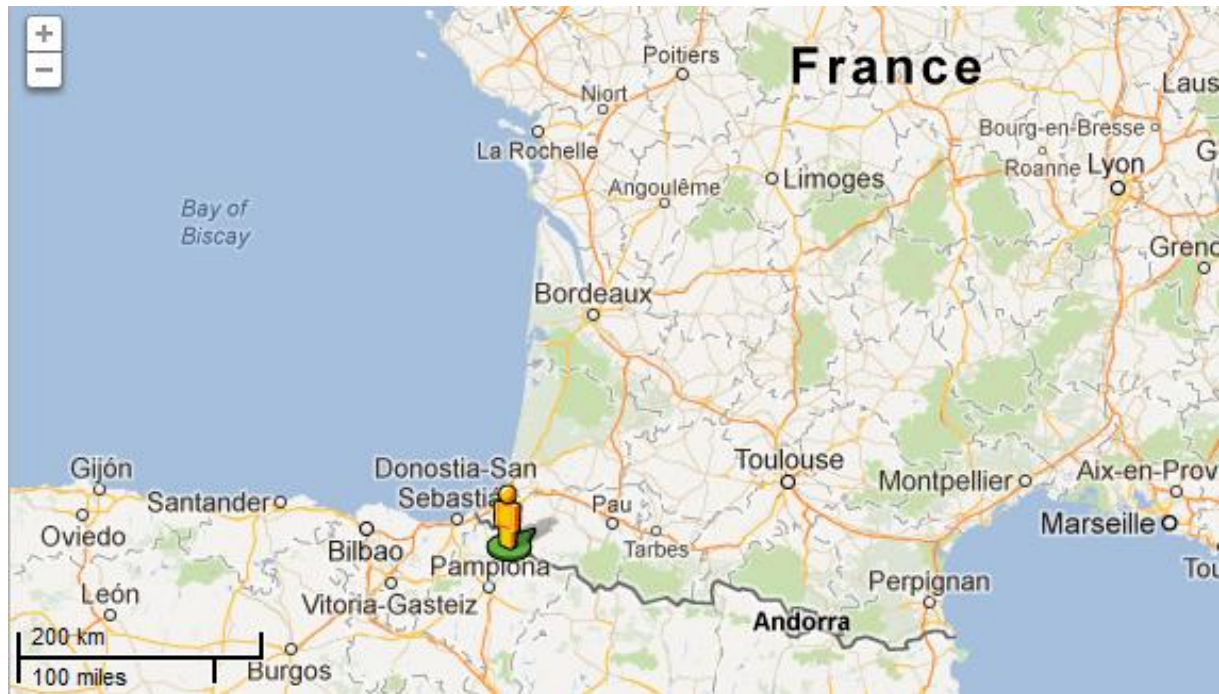 +
−
Poitiers
France
Niort
Laus
La Rochelle
Bourg-en-Bresse
Roanne
Lyon
G
Angoulême
Limoges
Bay of
Biscay
Grenc
Bordeaux
Gijón
Donostia-San
Sebastiá
Toulouse
Montpellier
Aix-en-Prov
Santander
Pau
Marseille
Oviedo
Bilbao
Tarbes
Pamplona
Tou
León
Vitoria-Gasteiz
Perpignan
Andorra
200 km
Burgos
100 miles